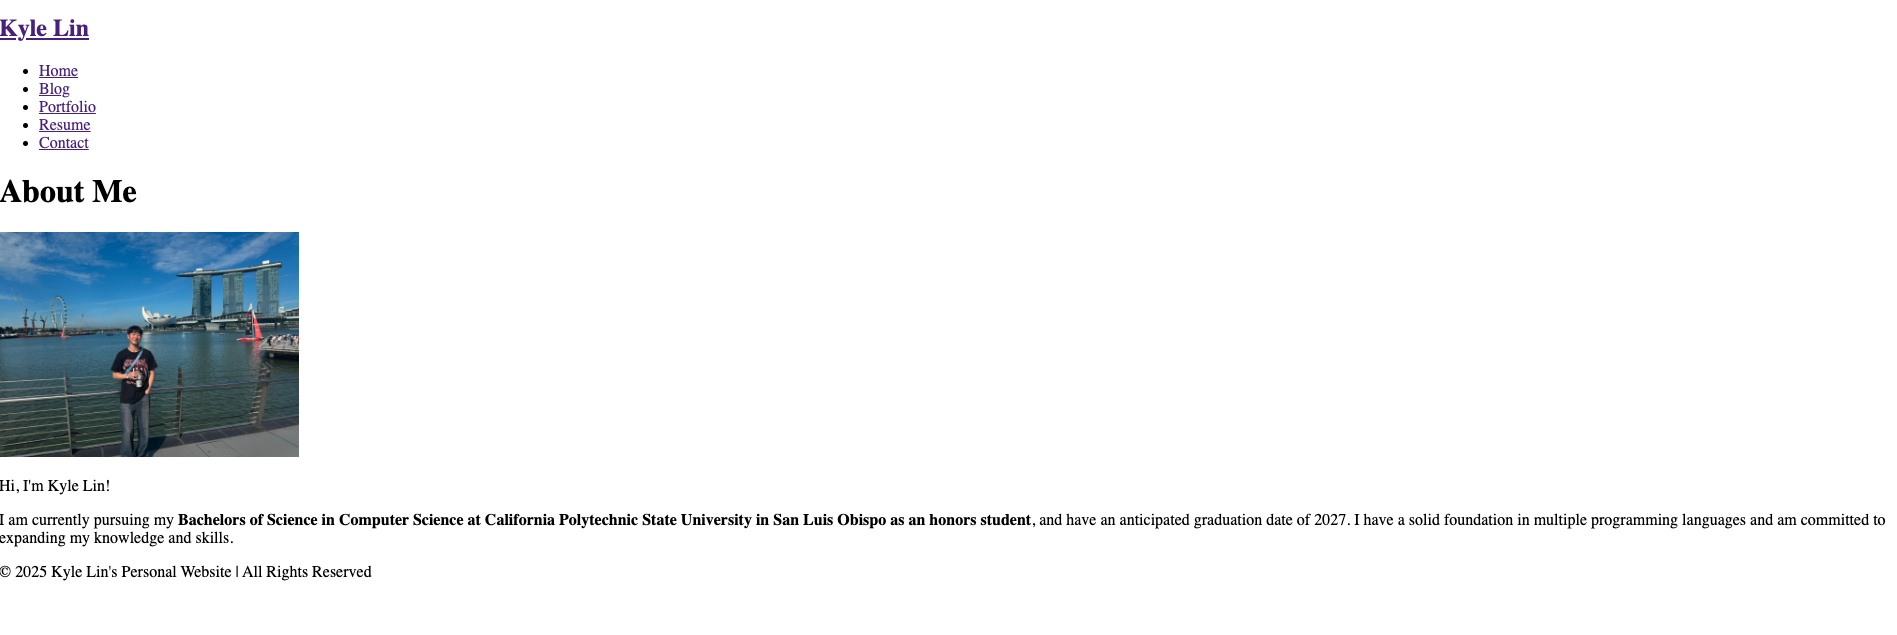 Kyle Lin
Home
Blog
Portfolio
Resume
Contact
About Me
Hi, I'm Kyle Lin!
I am currently pursuing my Bachelors of Science in Computer Science at California Polytechnic State University in San Luis Obispo as an honors student, and have an anticipated graduation date of 2027. I have a solid foundation in multiple programming languages and am committed to
expanding my knowledge and skills.
© 2025 Kyle Lin's Personal Website | All Rights Reserved